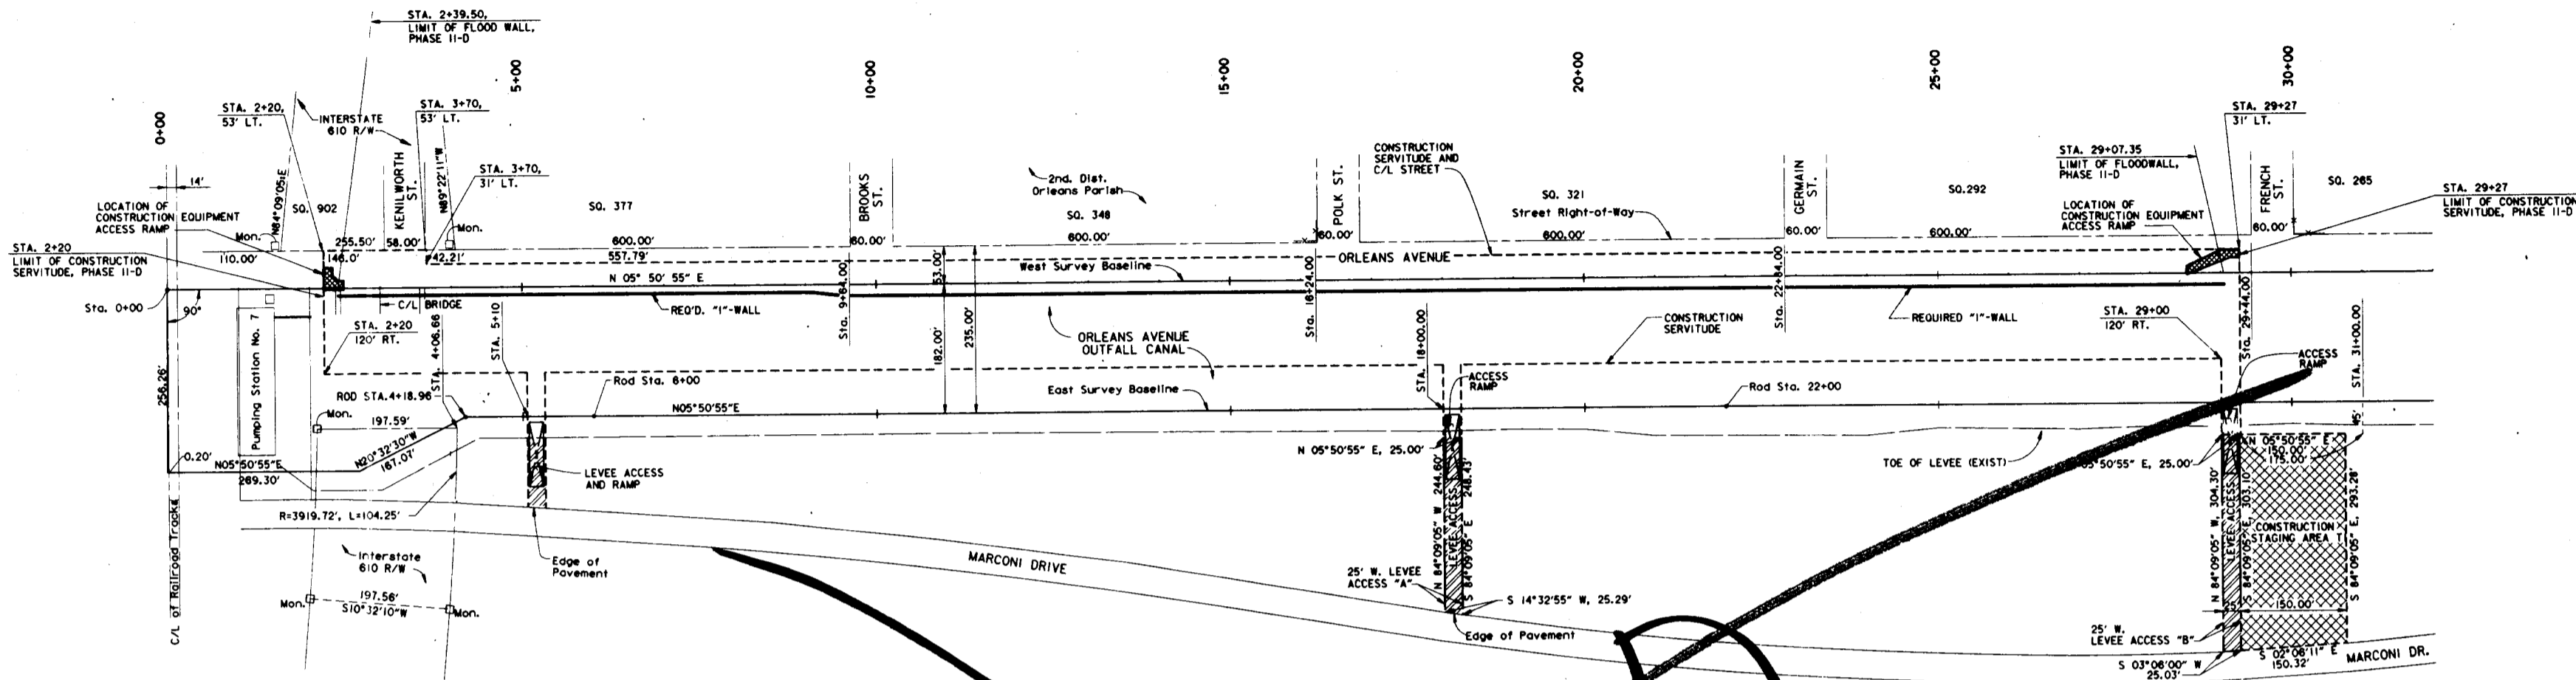 STA. 2+39.50,
LIMIT OF FLOOD WALL,
PHASE II-D
0+00
5+00
10+00
15+00
20+00
25+00
30+00
STA. 2+20,
53' LT.
INTERSTATE
610 R/W
STA. 3+70,
53' LT.
STA. 3+70,
31' LT.
14'
N84°09'05"E
KENILWORTH
ST.
N89°22'11"W
LOCATION OF
CONSTRUCTION EQUIPMENT
ACCESS RAMP
SQ. 902
Mon.
Mon.
SQ. 377
BROOKS
ST.
2nd. Dist.
Orleans Parish
SQ. 348
POLK ST.
CONSTRUCTION
SERVITUDE AND
C/L STREET
SQ. 321
Street Right-of-Way
GERMAIN
ST.
SQ.292
STA. 29+07.35
LIMIT OF FLOODWALL,
PHASE II-D
LOCATION OF
CONSTRUCTION EQUIPMENT
ACCESS RAMP
STA. 29+27
31' LT.
FRENCH
ST.
SQ. 265
STA. 29+27
LIMIT OF CONSTRUCTION
SERVITUDE, PHASE II-D
STA. 2+20
LIMIT OF CONSTRUCTION
SERVITUDE, PHASE II-D
110.00'
255.50'
58.00'
146.0'
42.21'
600.00'
557.79'
60.00'
600.00'
60.00'
600.00'
60.00'
600.00'
60.00'
ORLEANS AVENUE
53.00'
West Survey Baseline
N 05° 50' 55" E
Sta. 0+00
90°
C/L BRIDGE
REQ'D. "I"-WALL
Sta. 9+64.00
Sta. 16+24.00
Sta. 22+84.00
Sta. 29+44.00
REQUIRED "I"-WALL
STA. 2+20
120' RT.
STA. 4+06.66
STA. 5+10
182.00'
235.00'
ORLEANS AVENUE
OUTFALL CANAL
CONSTRUCTION
SERVITUDE
STA. 29+00
120' RT.
STA. 18+00.00
STA. 31+00.00
Pumping Station No. 7
256.26'
ROD STA.4+18.96
Rod Sta. 6+00
East Survey Baseline
N05°50'55"E
Rod Sta. 22+00
ACCESS
RAMP
ACCESS
RAMP
Mon.
197.59'
0.20'
N05°50'55"E
269.30'
N20°32'30"W
167.07'
R=3919.72', L=104.25'
LEVEE ACCESS
AND RAMP
Edge of
Pavement
N 05°50'55" E, 25.00'
TOE OF LEVEE (EXIST)
05°50'55" E, 25.00'
N 05°50'55" E
150.00'
175.00'
45'
N 84°09'05" W 244.60'
LEVEE ACCESS
S 84°09'05" E 248.43'
N 84°09'05" W, 304.30'
LEVEE ACCESS
S 84°09'05" E, 303.10'
CONSTRUCTION
STAGING AREA
S 84°09'05" E, 293.28'
C/L of Railroad Tracks
Interstate
610 R/W
Mon.
197.56'
S10°32'10"W
Mon.
MARCONI DRIVE
25' W. LEVEE
ACCESS "A"
S 14°32'55" W, 25.29'
Edge of Pavement
25'
150.00'
25' W.
LEVEE ACCESS "B"
S 03°06'00" W
25.03'
S 02°06'11" E
150.32'
MARCONI DR.